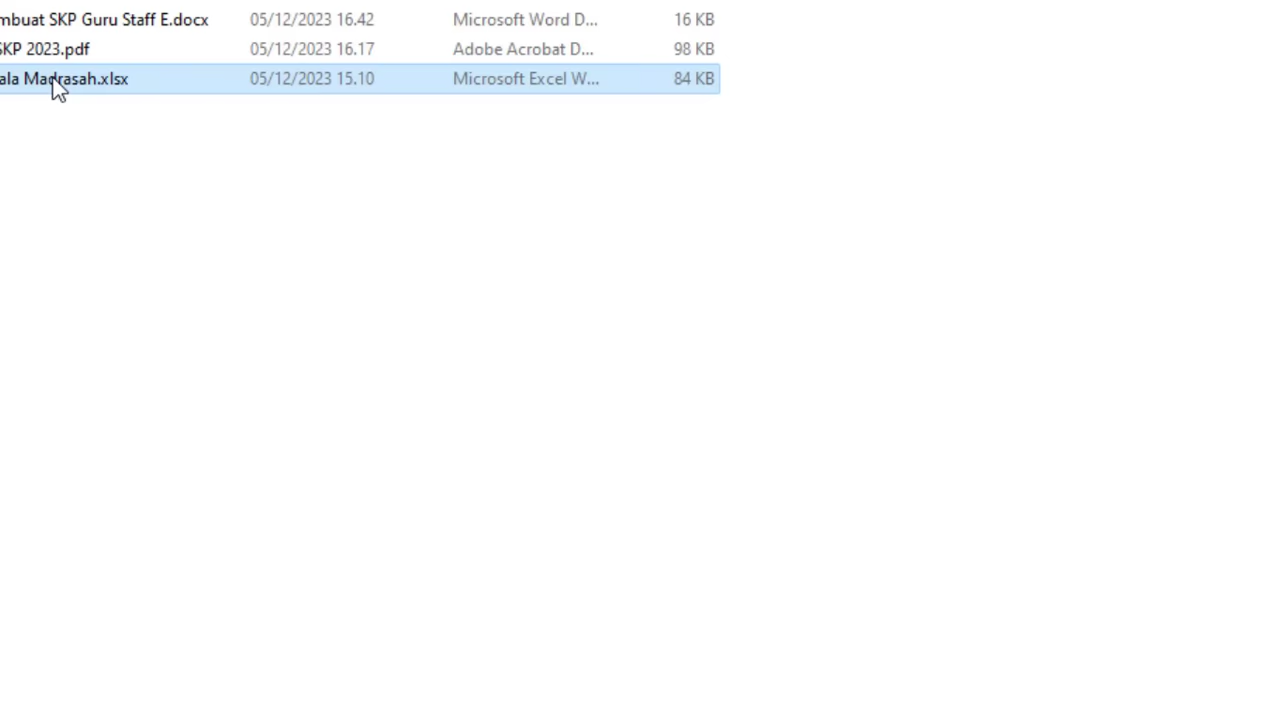 mbuat SKP Guru Staff E.docx 05/12/2023 16.42 Microsoft Word D... 16 KB
SKP 2023.pdf 05/12/2023 16.17 Adobe Acrobat D... 98 KB
ala Madrasah.xlsx 05/12/2023 15.10 Microsoft Excel W... 84 KB